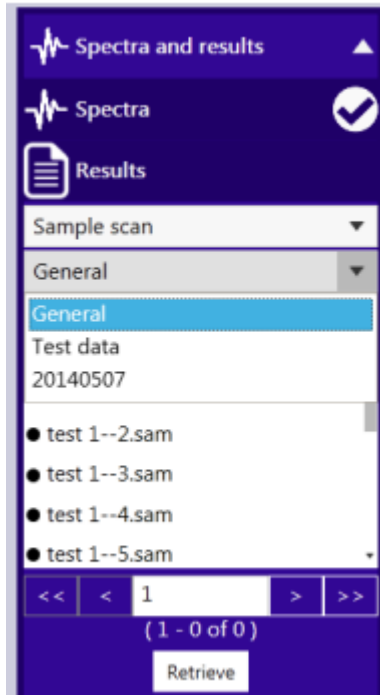 Spectra and results
Spectra
Results
Sample scan
General
General
Test data
20140507
test 1--2.sam
test 1--3.sam
test 1--4.sam
test 1--5.sam
<< < 1 > >>
( 1 - 0 of 0 )
Retrieve